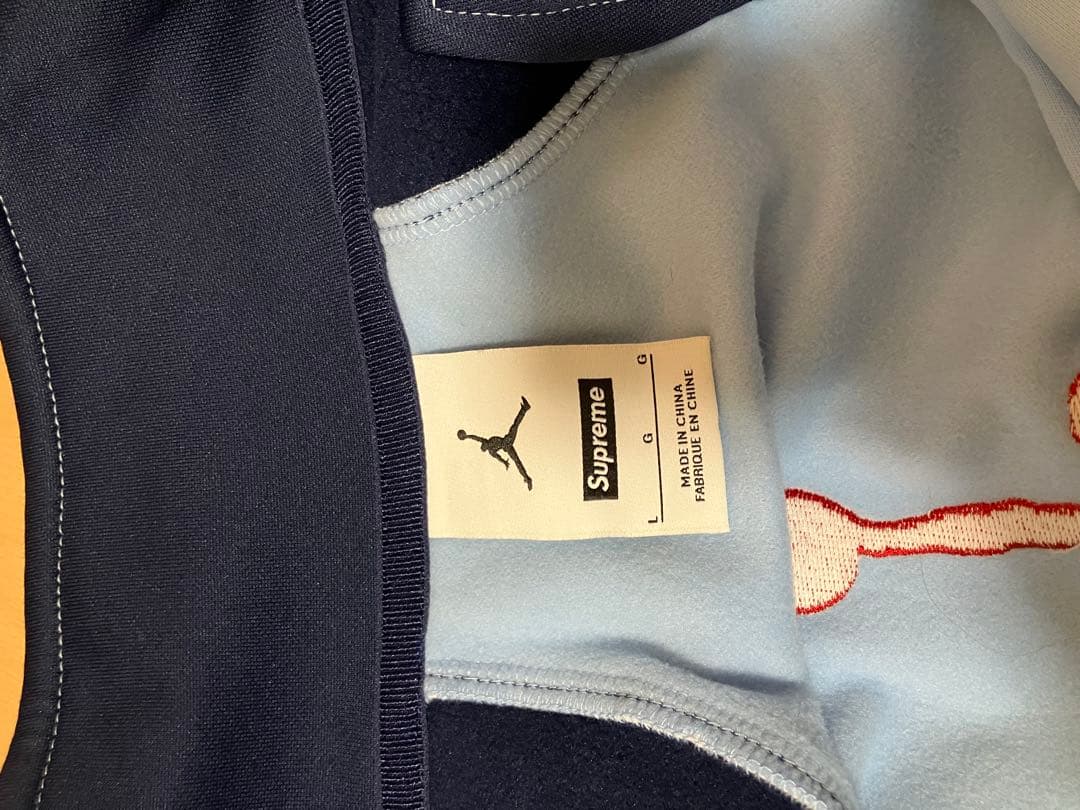 Supreme
L G G
MADE IN CHINA
FABRIQUE EN CHINE